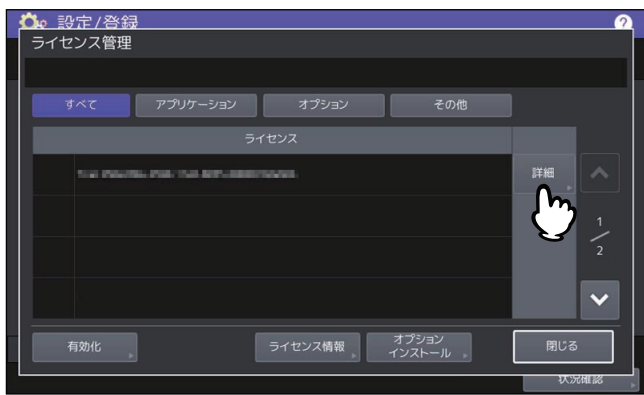 設定/登録
?
ライセンス管理
すべて
アプリケーション
オプション
その他
ライセンス
詳細
1
2
有効化
ライセンス情報
オプション
インストール
閉じる
状況確認